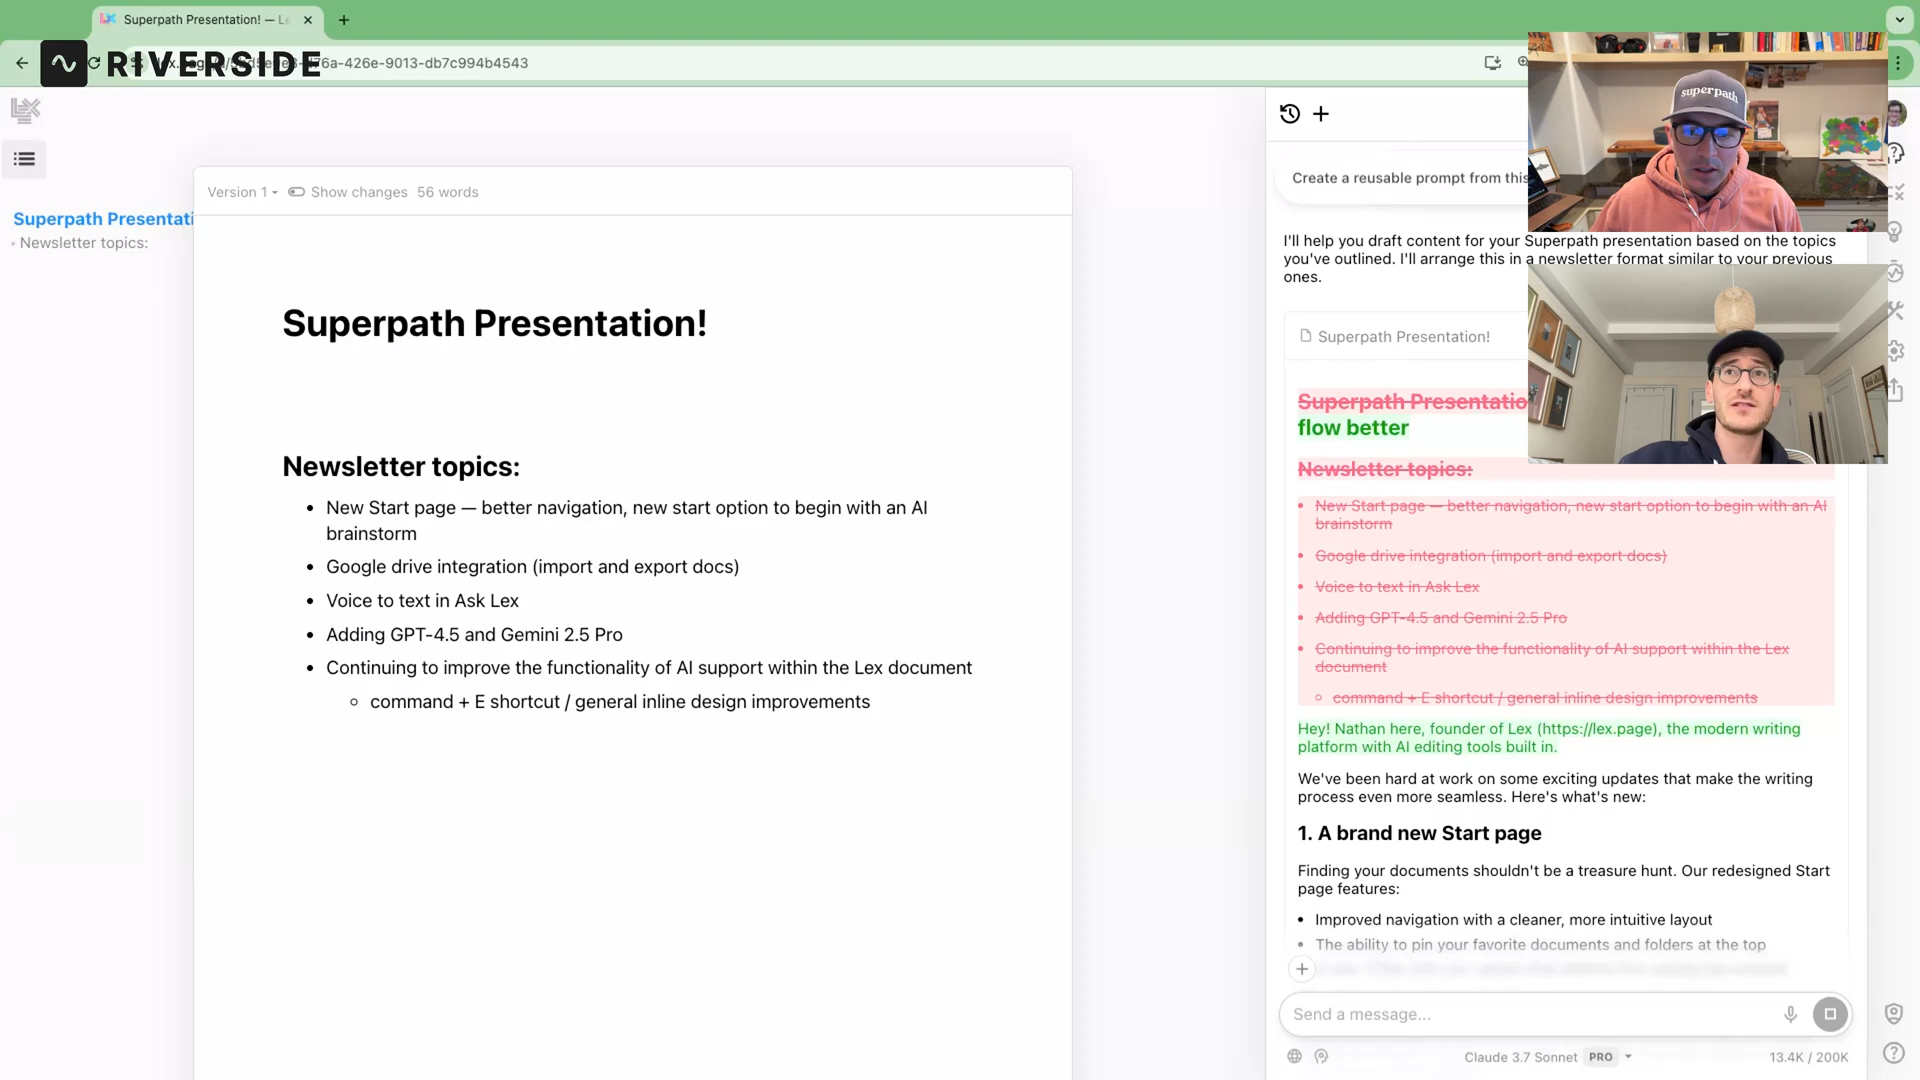 Superpath Presentation! — Le
RIVERSIDE
76a-426e-9013-db7c994b4543
LEX
Superpath Presentati
Newsletter topics:
Version 1
Show changes
56 words
Superpath Presentation!
Newsletter topics:
• New Start page — better navigation, new start option to begin with an AI
brainstorm
• Google drive integration (import and export docs)
• Voice to text in Ask Lex
• Adding GPT-4.5 and Gemini 2.5 Pro
• Continuing to improve the functionality of AI support within the Lex document
◦ command + E shortcut / general inline design improvements
Create a reusable prompt from this
I'll help you draft content for your Superpath presentation based on the topics
you've outlined. I'll arrange this in a newsletter format similar to your previous
ones.
Superpath Presentation!
Superpath Presentatio
flow better
Newsletter topics:
• New Start page — better navigation, new start option to begin with an AI
brainstorm
• Google drive integration (import and export docs)
• Voice to text in Ask Lex
• Adding GPT-4.5 and Gemini 2.5 Pro
• Continuing to improve the functionality of AI support within the Lex
document
◦ command + E shortcut / general inline design improvements
Hey! Nathan here, founder of Lex (https://lex.page), the modern writing
platform with AI editing tools built in.
We've been hard at work on some exciting updates that make the writing
process even more seamless. Here's what's new:
1. A brand new Start page
Finding your documents shouldn't be a treasure hunt. Our redesigned Start
page features:
• Improved navigation with a cleaner, more intuitive layout
• The ability to pin your favorite documents and folders at the top
Send a message...
Claude 3.7 Sonnet PRO
13.4K / 200K
superpath